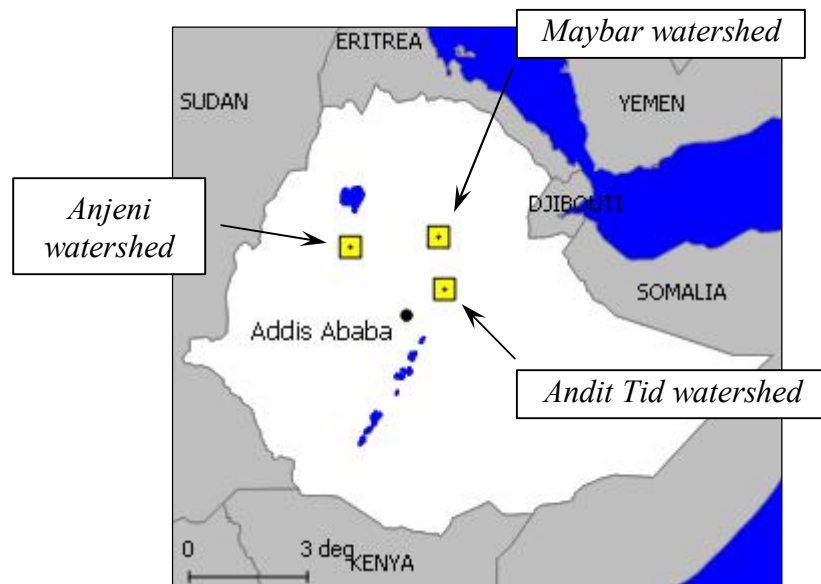 Maybar watershed
ERITREA
SUDAN
YEMEN
Anjeni
watershed
DJIBOUTI
SOMALIA
Addis Ababa
Andit Tid watershed
0 3 deg
KENYA